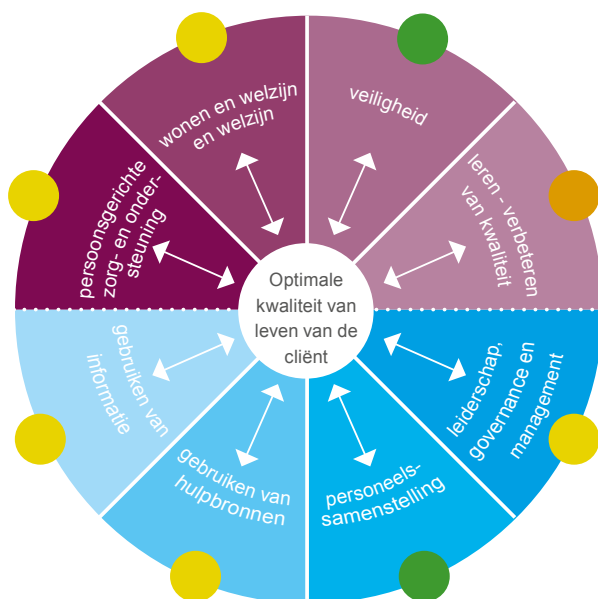 wonen en welzijn
en welzijn
veiligheid
leren - verbeteren
van kwaliteit
leiderschap,
governance en
management
personeels-
samenstelling
gebruiken van
hulpbronnen
gebruiken van
informatie
persoonsgerichte
zorg- en onder-
steuning
Optimale
kwaliteit van
leven van de
cliënt